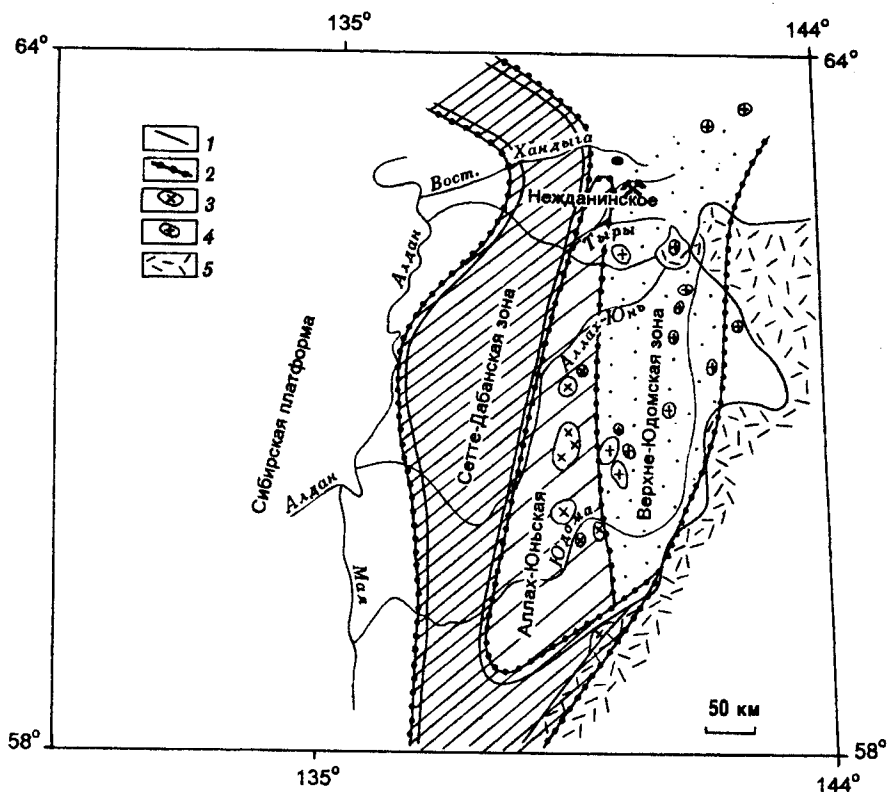 135°
144°
64°
64°
1
2
3
4
5
Хандыга
Вост.
Нежданинское
Тыры
Алдан
Аллах-Юнь
Сибирская платформа
Сетте-Дабанская зона
Верхне-Юдомская зона
Алдан
Аллах-Юньская
Юдома
Мая
50 км
58°
58°
135°
144°